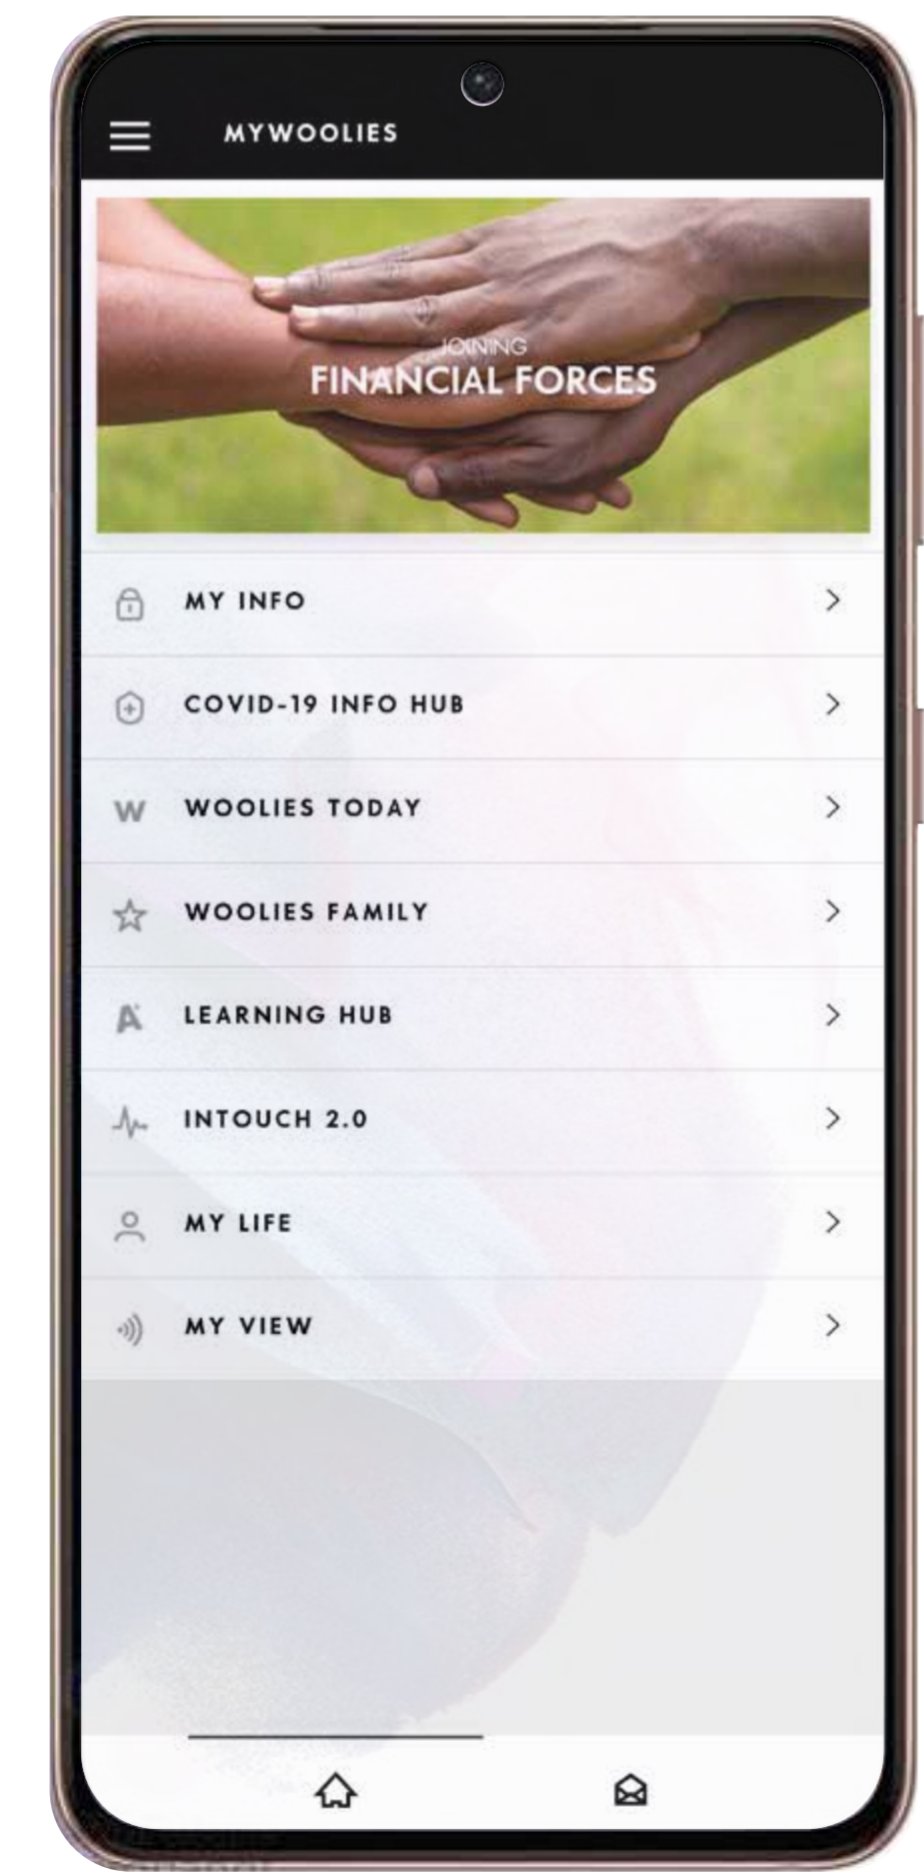 MYWOOLIES
JOINING
FINANCIAL FORCES
MY INFO
COVID-19 INFO HUB
W WOOLIES TODAY
WOOLIES FAMILY
A LEARNING HUB
INTOUCH 2.0
MY LIFE
MY VIEW